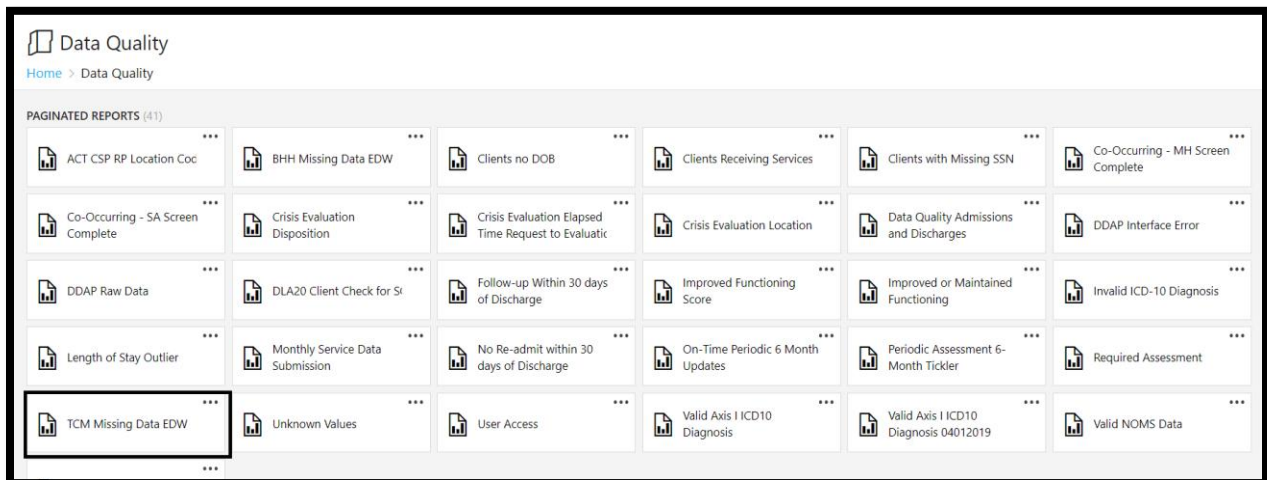 Data Quality
Home > Data Quality
PAGINATED REPORTS (41)
ACT CSP RP Location Coc
BHH Missing Data EDW
Clients no DOB
Clients Receiving Services
Clients with Missing SSN
Co-Occurring - MH Screen
Complete
Co-Occurring - SA Screen
Complete
Crisis Evaluation
Disposition
Crisis Evaluation Elapsed
Time Request to Evaluatic
Crisis Evaluation Location
Data Quality Admissions
and Discharges
DDAP Interface Error
DDAP Raw Data
DLA20 Client Check for S
Follow-up Within 30 days
of Discharge
Improved Functioning
Score
Improved or Maintained
Functioning
Invalid ICD-10 Diagnosis
Length of Stay Outlier
Monthly Service Data
Submission
No Re-admit within 30
days of Discharge
On-Time Periodic 6 Month
Updates
Periodic Assessment 6-
Month Tickler
Required Assessment
TCM Missing Data EDW
Unknown Values
User Access
Valid Axis I ICD10
Diagnosis
Valid Axis I ICD10
Diagnosis 04012019
Valid NOMS Data